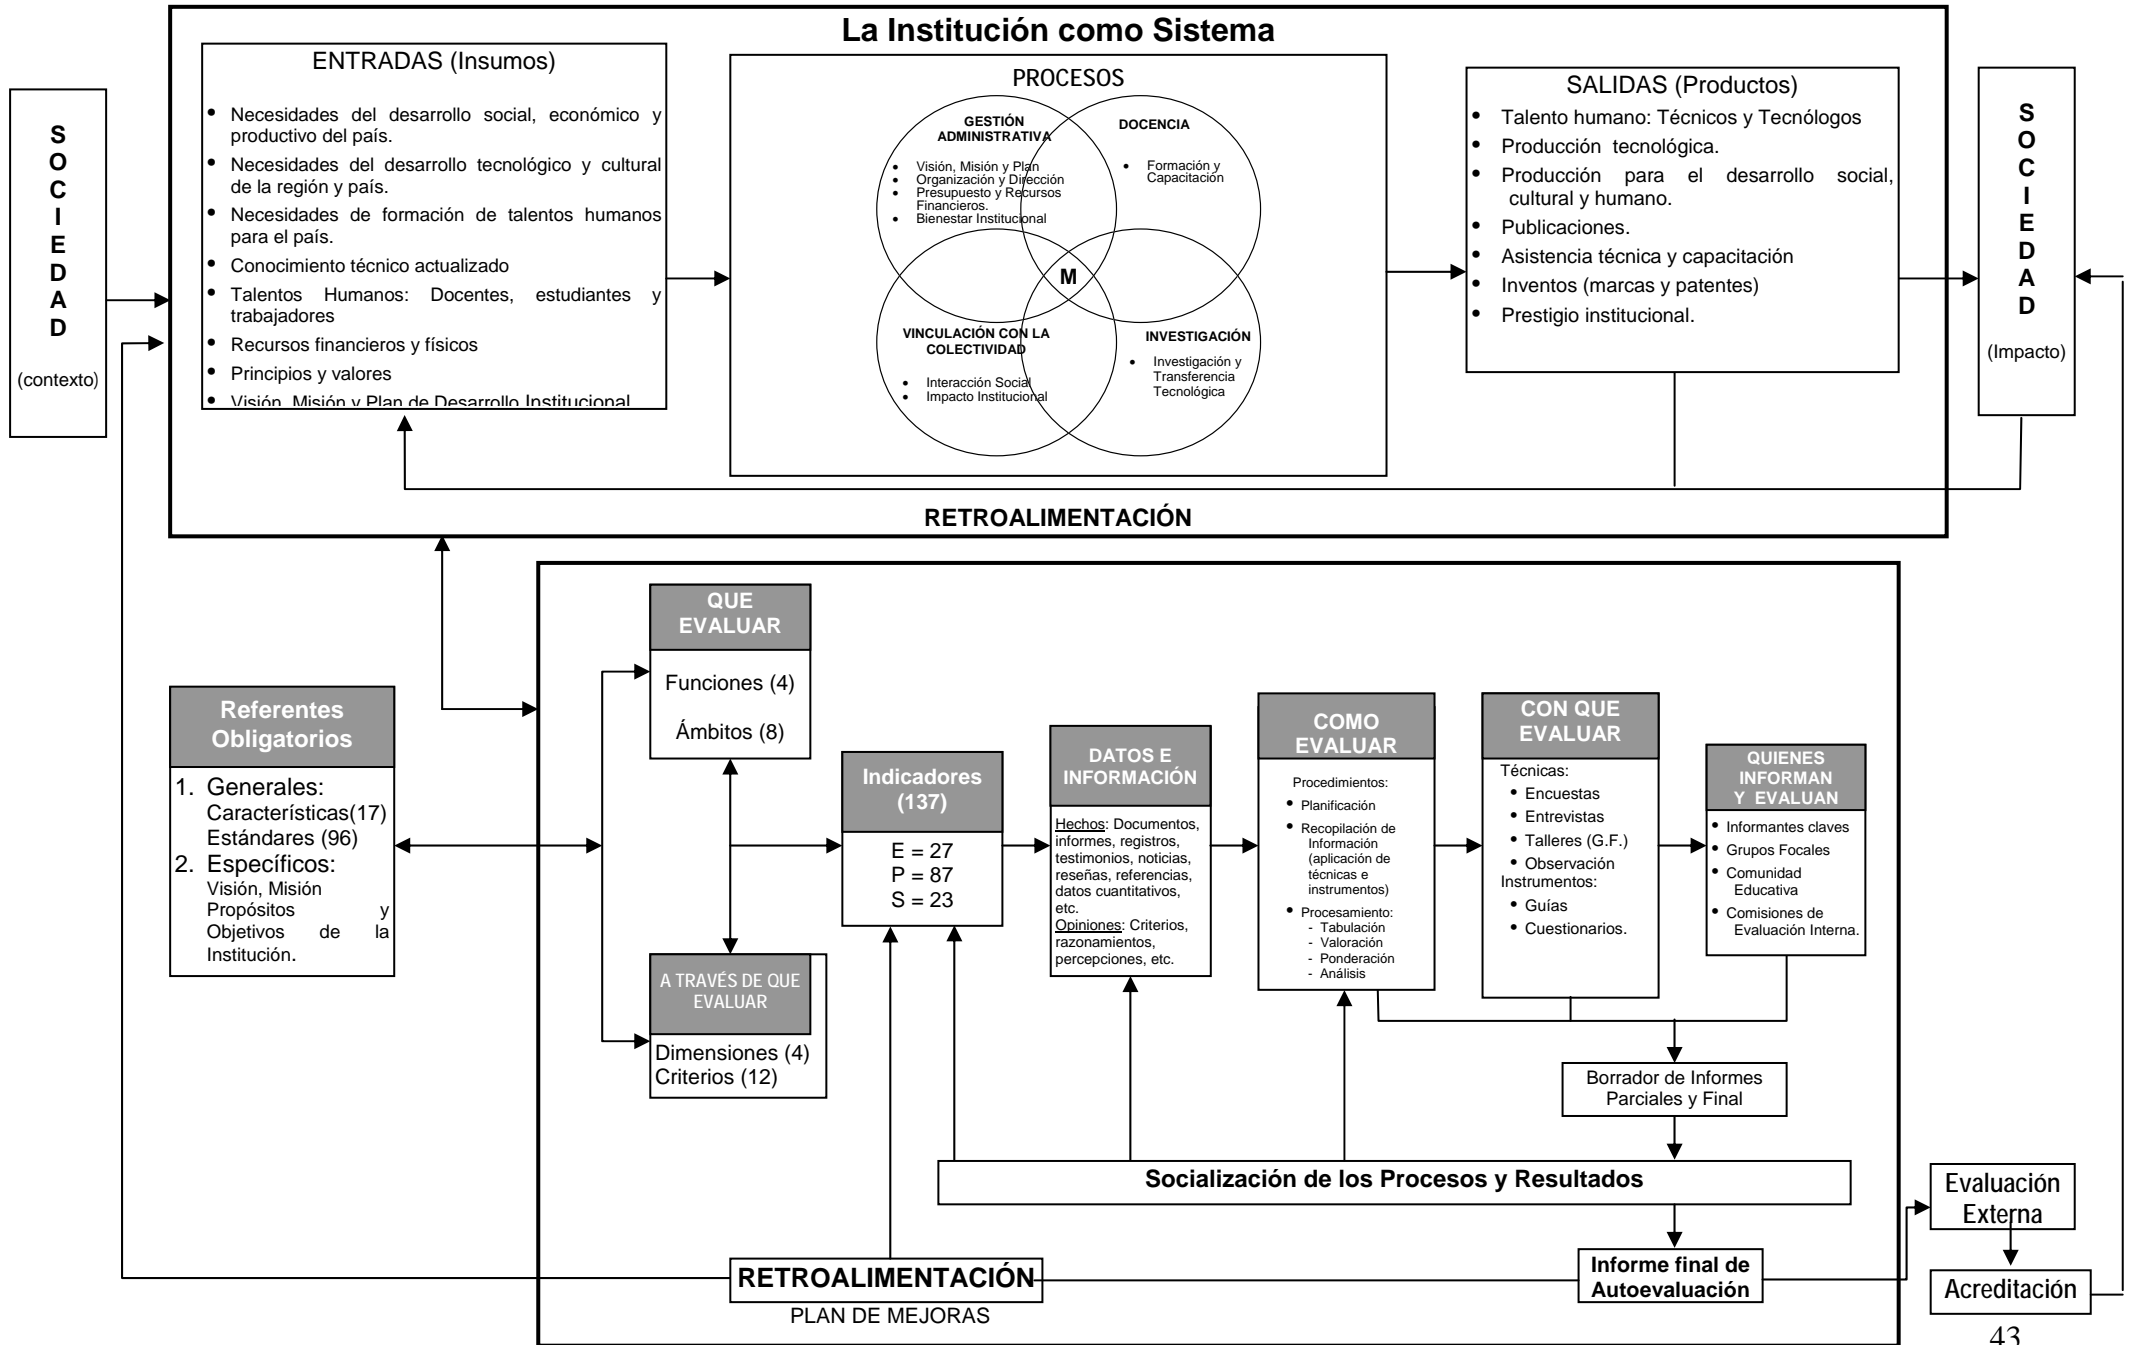 La Institución como Sistema
S
O
C
I
E
D
A
D
(contexto)
ENTRADAS (Insumos)
• Necesidades del desarrollo social, económico y
productivo del país.
• Necesidades del desarrollo tecnológico y cultural
de la región y país.
• Necesidades de formación de talentos humanos
para el país.
• Conocimiento técnico actualizado
• Talentos Humanos: Docentes, estudiantes y
trabajadores
• Recursos financieros y físicos
• Principios y valores
• Visión, Misión y Plan de Desarrollo Institucional
PROCESOS
GESTIÓN
ADMINISTRATIVA
• Visión, Misión y Plan
• Organización y Dirección
• Presupuesto y Recursos
Financieros.
• Bienestar Institucional
DOCENCIA
• Formación y
Capacitación
M
VINCULACIÓN CON LA
COLECTIVIDAD
• Interacción Social
• Impacto Institucional
INVESTIGACIÓN
• Investigación y
Transferencia
Tecnológica
SALIDAS (Productos)
• Talento humano: Técnicos y Tecnólogos
• Producción tecnológica.
• Producción para el desarrollo social,
cultural y humano.
• Publicaciones.
• Asistencia técnica y capacitación
• Inventos (marcas y patentes)
• Prestigio institucional.
S
O
C
I
E
D
A
D
(Impacto)
RETROALIMENTACIÓN
Referentes
Obligatorios
1. Generales:
Características(17)
Estándares (96)
2. Específicos:
Visión, Misión
Propósitos y
Objetivos de la
Institución.
QUE
EVALUAR
Funciones (4)
Ámbitos (8)
A TRAVÉS DE QUE
EVALUAR
Dimensiones (4)
Criterios (12)
Indicadores
(137)
E = 27
P = 87
S = 23
DATOS E
INFORMACIÓN
Hechos: Documentos,
informes, registros,
testimonios, noticias,
reseñas, referencias,
datos cuantitativos,
etc.
Opiniones: Criterios,
razonamientos,
percepciones, etc.
COMO
EVALUAR
Procedimientos:
• Planificación
• Recopilación de
Información
(aplicación de
técnicas e
instrumentos)
• Procesamiento:
- Tabulación
- Valoración
- Ponderación
- Análisis
CON QUE
EVALUAR
Técnicas:
• Encuestas
• Entrevistas
• Talleres (G.F.)
• Observación
Instrumentos:
• Guías
• Cuestionarios.
QUIENES
INFORMAN
Y EVALUAN
• Informantes claves
• Grupos Focales
• Comunidad
Educativa
• Comisiones de
Evaluación Interna.
Borrador de Informes
Parciales y Final
Socialización de los Procesos y Resultados
Informe final de
Autoevaluación
RETROALIMENTACIÓN
PLAN DE MEJORAS
Evaluación
Externa
Acreditación
43